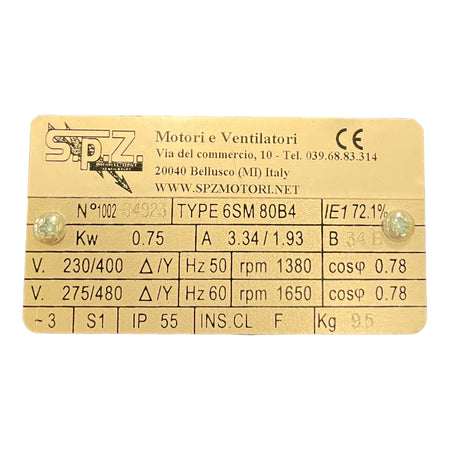 S.p.Z.
Motori e Ventilatori
Via del commercio, 10 - Tel. 039.68.83.314
20040 Bellusco (MI) Italy
WWW.SPZMOTORI.NET
CE
N° 1002 04923 TYPE 6SM 80B4 IE1 72.1%
Kw 0.75 A 3.34/1.93 B 34 B
V. 230/400 Δ/Y Hz 50 rpm 1380 cosφ 0.78
V. 275/480 Δ/Y Hz 60 rpm 1650 cosφ 0.78
~3 S1 IP 55 INS.CL F Kg 9.5